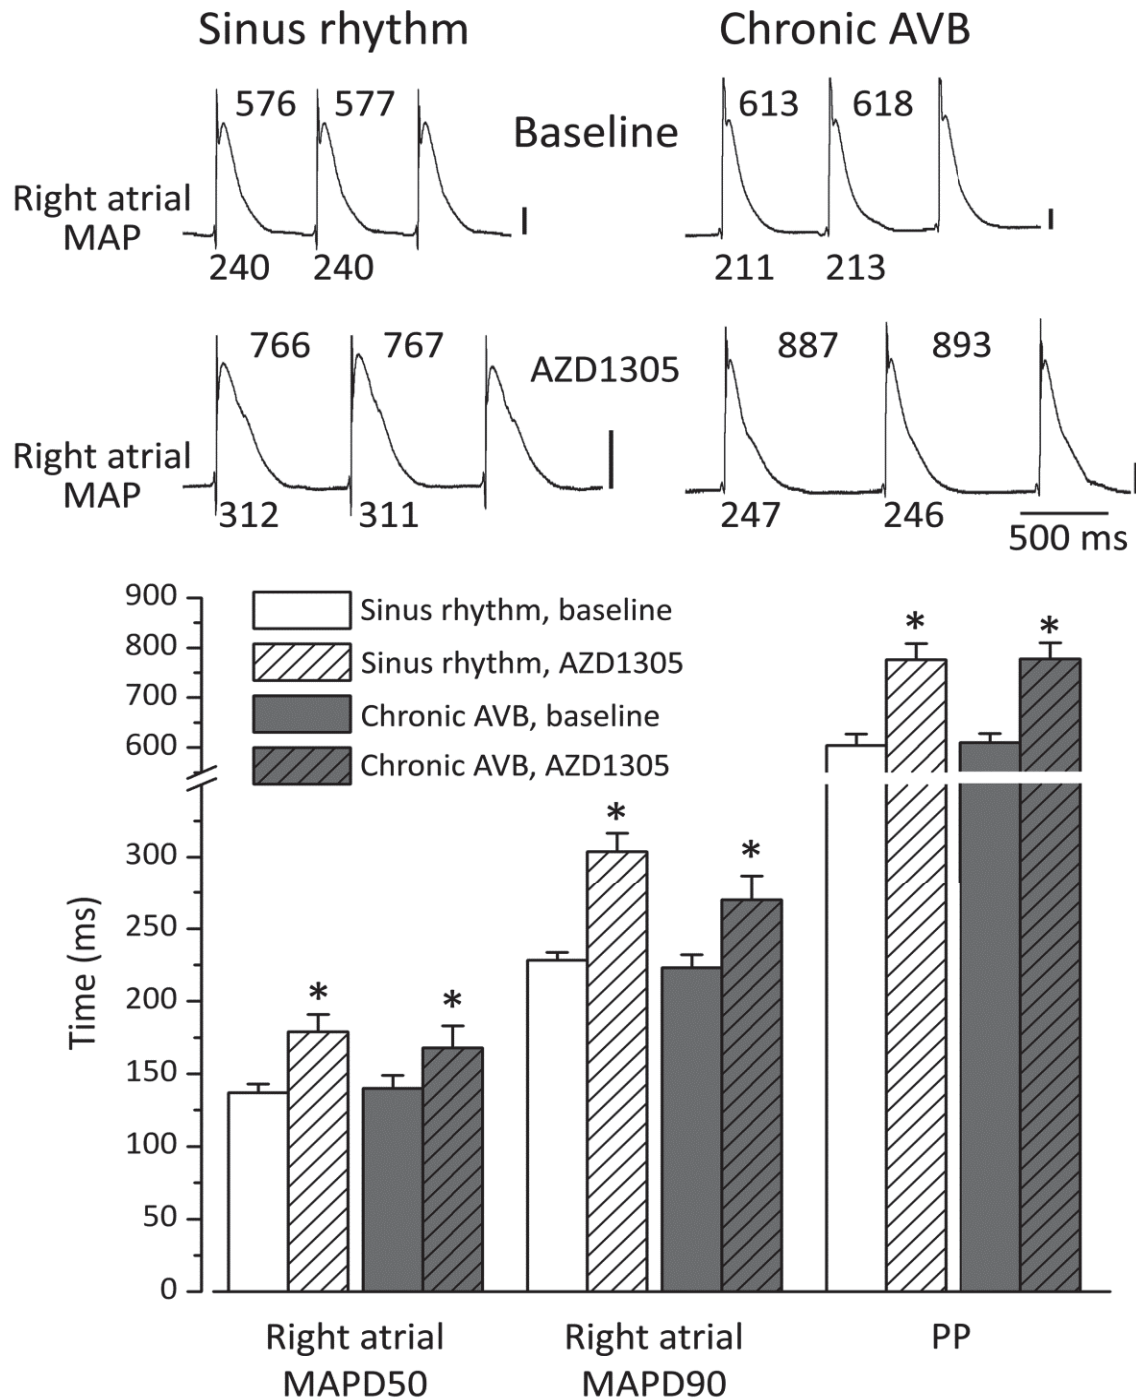 Sinus rhythm
Chronic AVB
576 577
Baseline
613 618
Right atrial
MAP
240 240
211 213
766 767
AZD1305
887 893
Right atrial
MAP
312 311
247 246
500 ms
900
800
700
600
300
250
200
150
100
50
0
Time (ms)
Sinus rhythm, baseline
Sinus rhythm, AZD1305
Chronic AVB, baseline
Chronic AVB, AZD1305
* *
* *
* *
Right atrial
MAPD50
Right atrial
MAPD90
PP